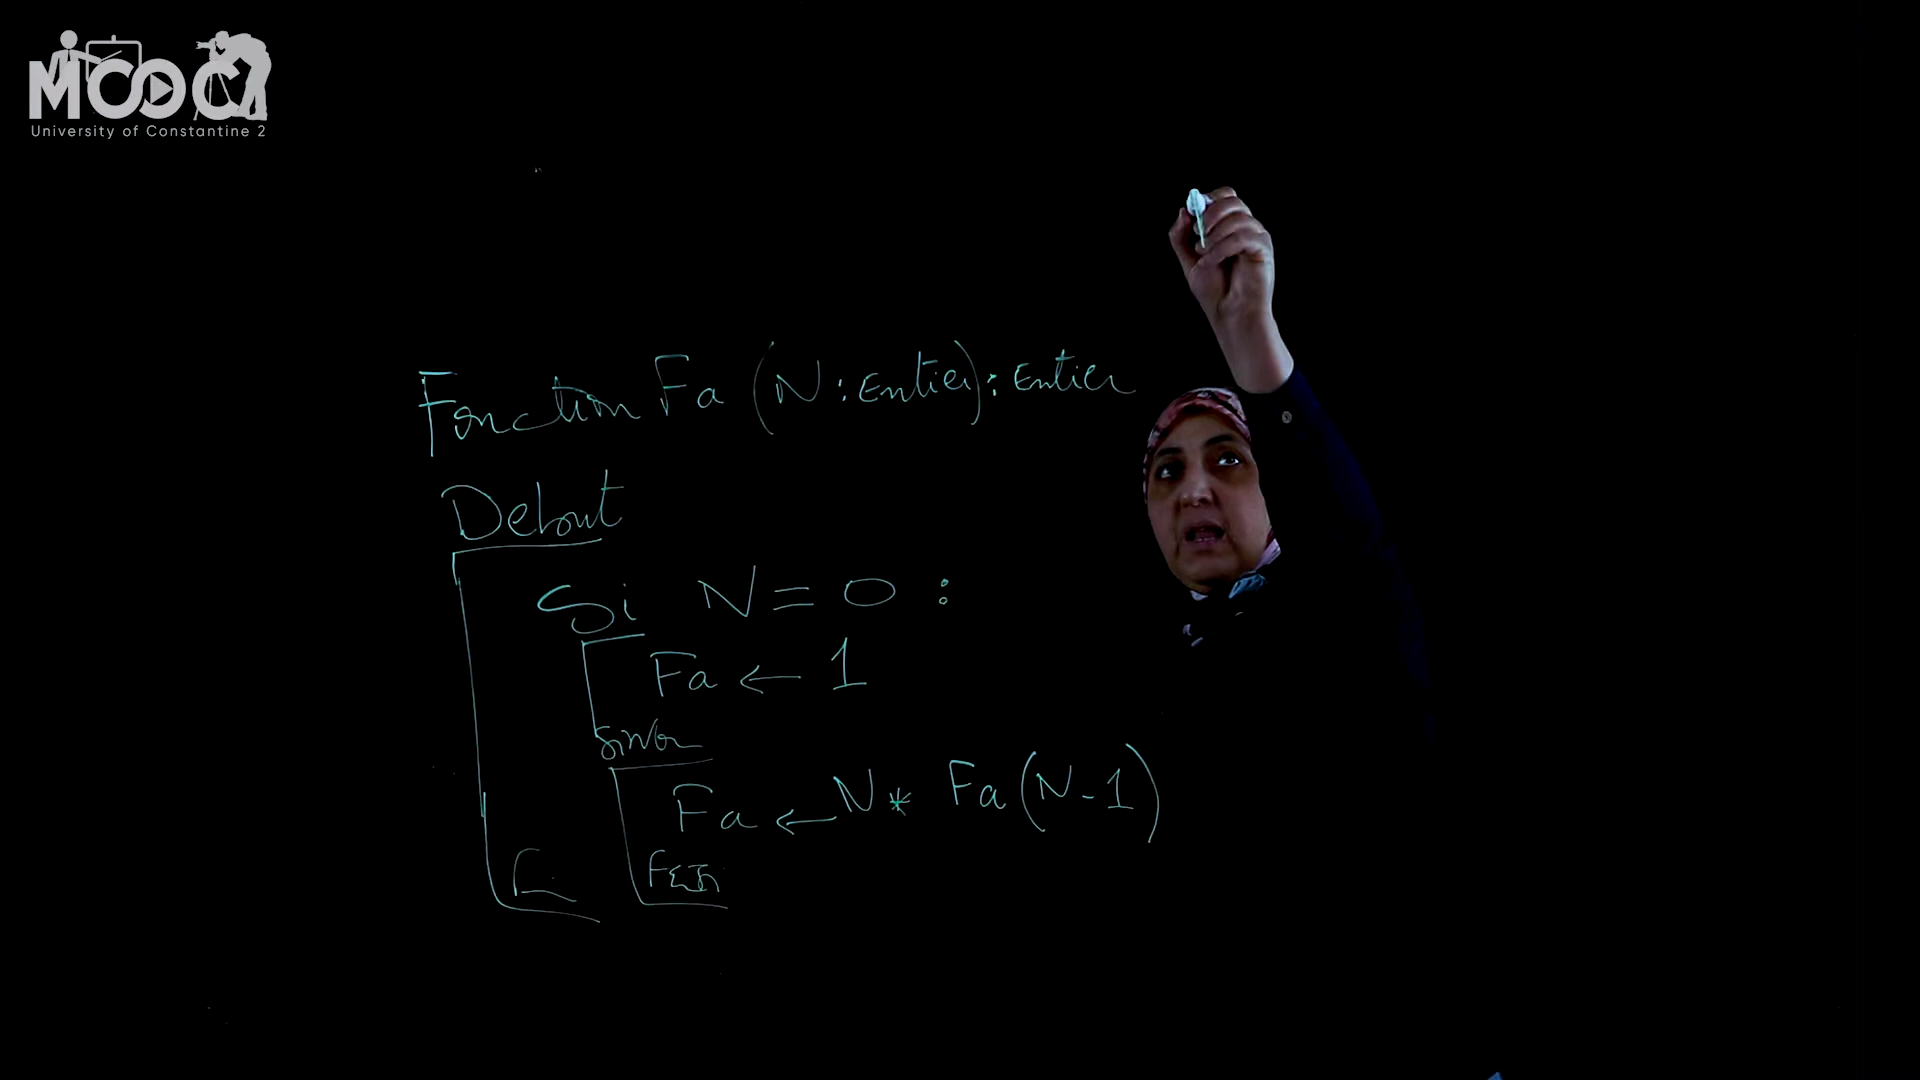 MOOC
University of Constantine 2
Fonction Fa (N : Entier) : Entier
Debut
Si N = 0 :
Fa ← 1
Sinon
Fa ← N * Fa (N - 1)
FSi
Fin